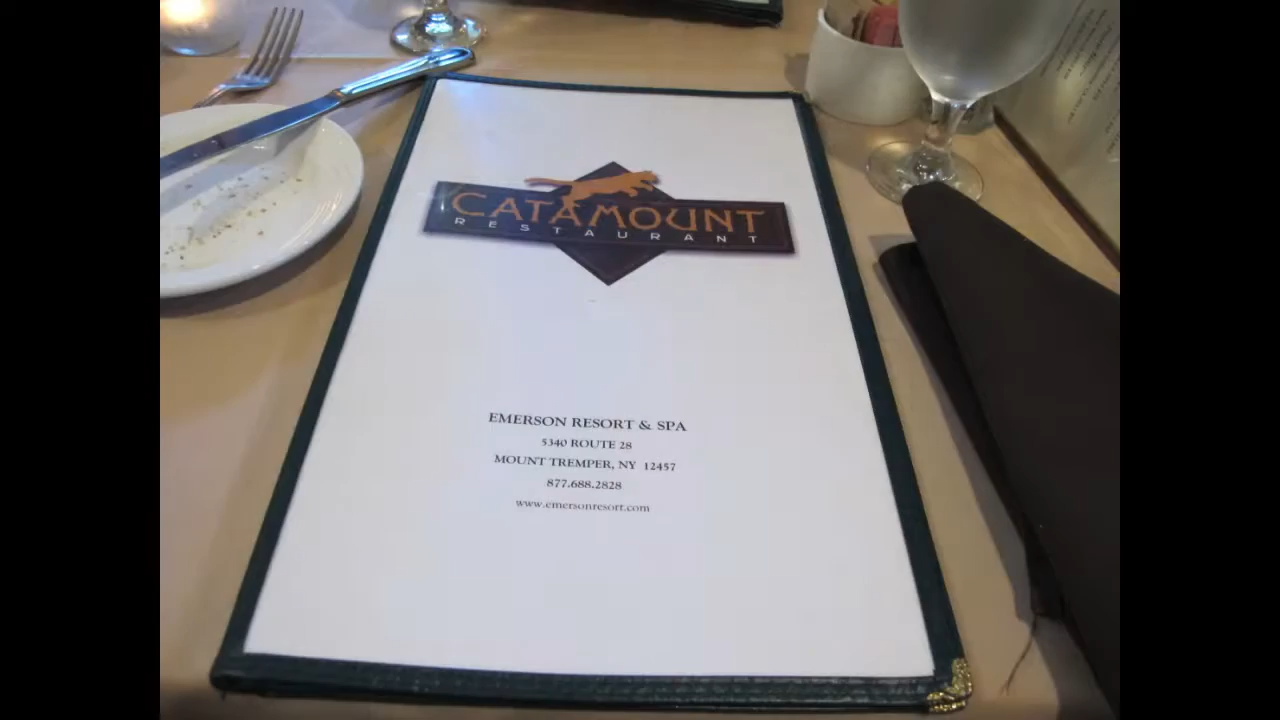 CATAMOUNT
RESTAURANT
EMERSON RESORT & SPA
5340 ROUTE 28
MOUNT TREMPER, NY 12457
877.688.2828
www.emersonresort.com